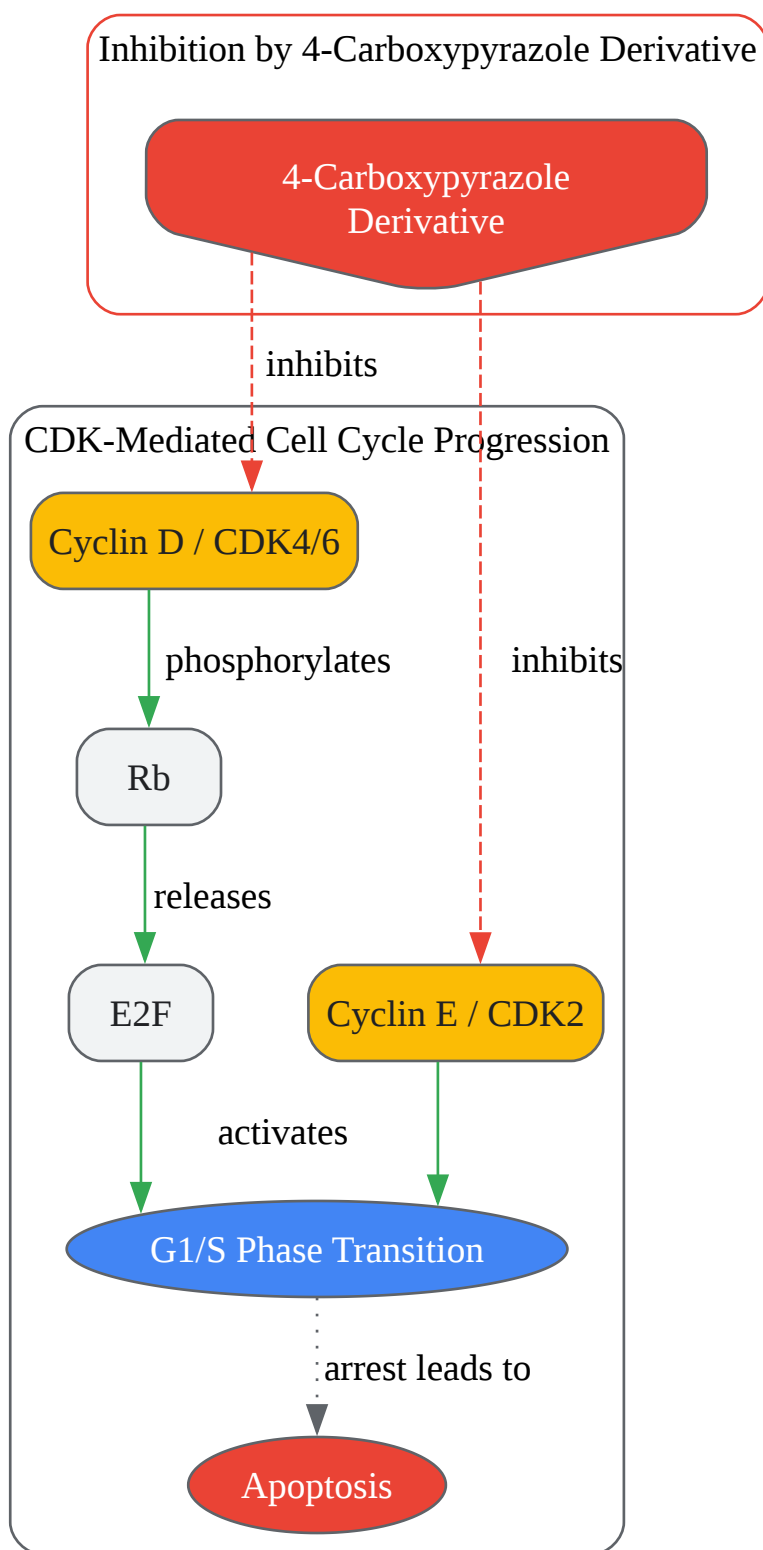 Inhibition by 4-Carboxypyrazole Derivative
4-Carboxypyrazole
Derivative
inhibits
CDK-Mediated Cell Cycle Progression
Cyclin D / CDK4/6
phosphorylates
inhibits
Rb
releases
E2F
Cyclin E / CDK2
activates
G1/S Phase Transition
arrest leads to
Apoptosis